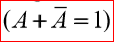 (A + A̅ = 1)